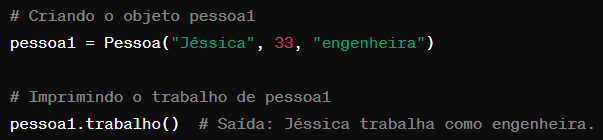 # Criando o objeto pessoa1
pessoa1 = Pessoa("Jéssica", 33, "engenheira")
# Imprimindo o trabalho de pessoa1
pessoa1.trabalho()  # Saída: Jéssica trabalha como engenheira.